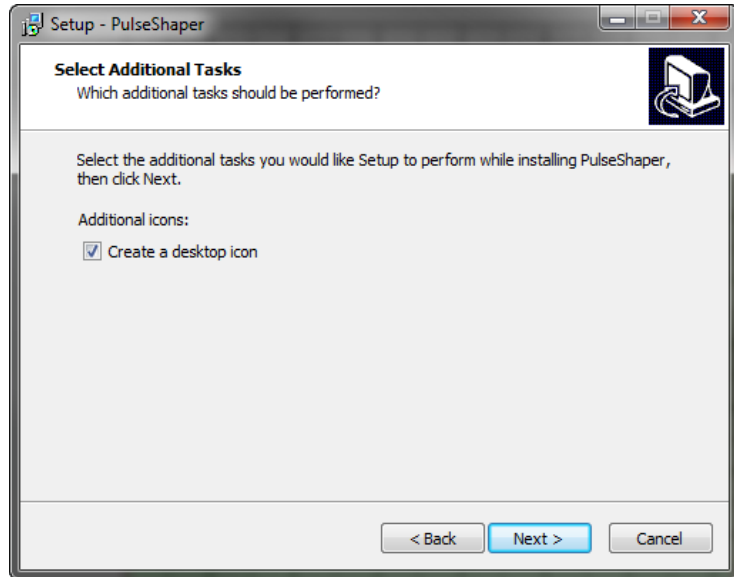 Setup - PulseShaper
Select Additional Tasks
Which additional tasks should be performed?
Select the additional tasks you would like Setup to perform while installing PulseShaper,
then click Next.
Additional icons:
Create a desktop icon
< Back
Next >
Cancel